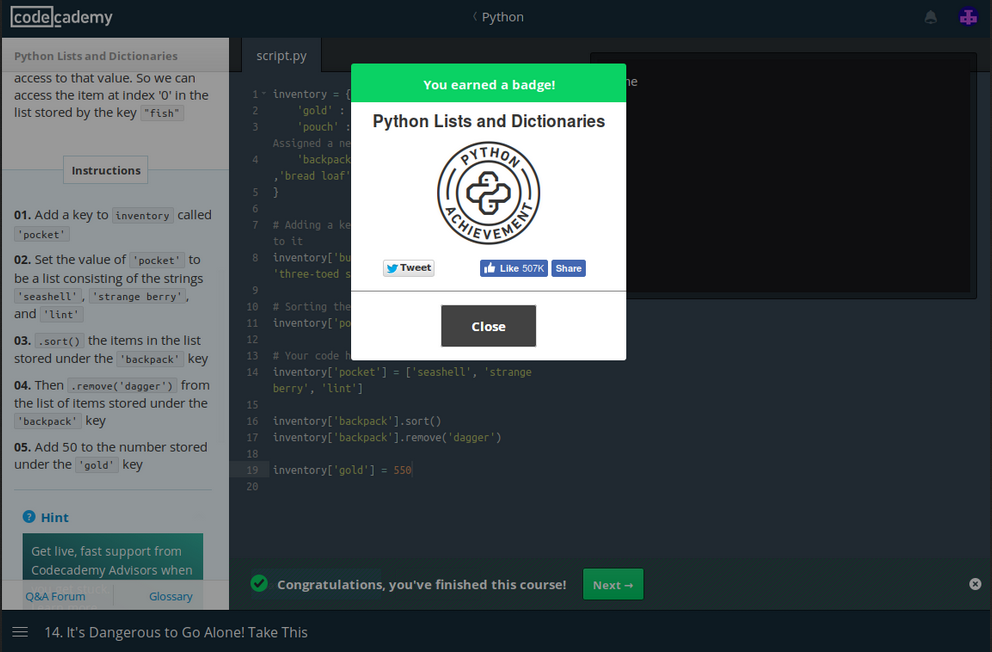 codecademy
Python
Python Lists and Dictionaries
access to that value. So we can
access the item at index '0' in the
list stored by the key "fish"
Instructions
01. Add a key to inventory called
'pocket'
02. Set the value of 'pocket' to
be a list consisting of the strings
'seashell', 'strange berry',
and 'lint'
03. .sort() the items in the list
stored under the 'backpack' key
04. Then .remove('dagger') from
the list of items stored under the
'backpack' key
05. Add 50 to the number stored
under the 'gold' key
? Hint
Get live, fast support from
Codecademy Advisors when
Q&A Forum Glossary
script.py
1 inventory = {
2 'gold' :
3 'pouch' :
Assigned a ne
4 'backpack
,'bread loaf'
5 }
6
7 # Adding a ke
to it
8 inventory['bu
'three-toed s
9
10 # Sorting the
11 inventory['po
12
13 # Your code h
14 inventory['pocket'] = ['seashell', 'strange
berry', 'lint']
15
16 inventory['backpack'].sort()
17 inventory['backpack'].remove('dagger')
18
19 inventory['gold'] = 550
20
ne
You earned a badge!
Python Lists and Dictionaries
PYTHON
ACHIEVEMENT
Tweet Like 507K Share
Close
Congratulations, you've finished this course! Next →
14. It's Dangerous to Go Alone! Take This